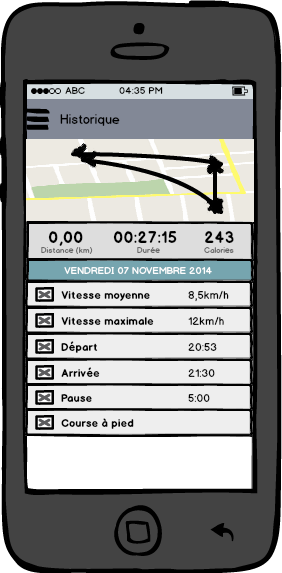 ABC 04:35 PM
Historique
0,00 00:27:15 243
Distance (km) Durée Calories
VENDREDI 07 NOVEMBRE 2014
Vitesse moyenne 8,5km/h
Vitesse maximale 12km/h
Départ 20:53
Arrivée 21:30
Pause 5:00
Course à pied